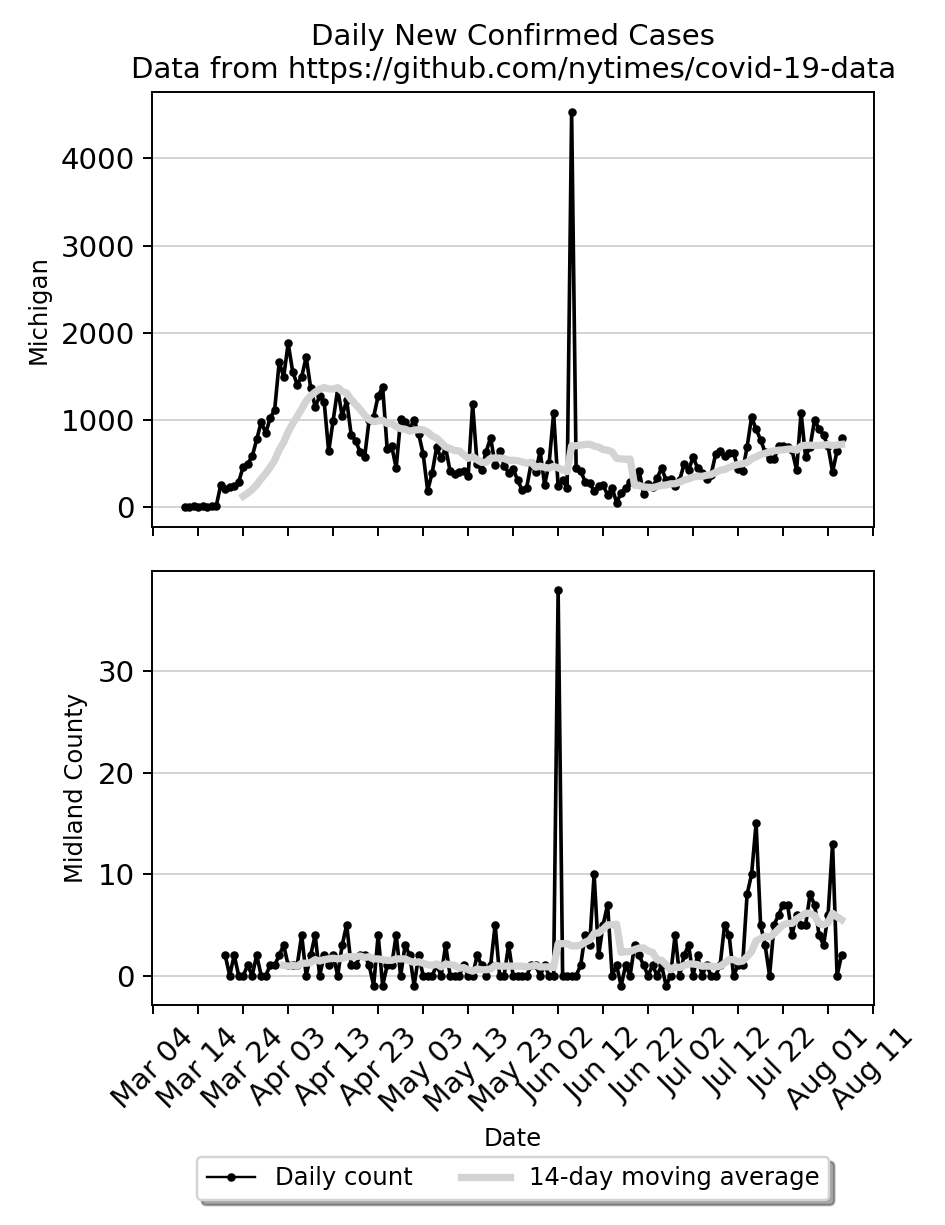 Daily New Confirmed Cases
Data from https://github.com/nytimes/covid-19-data
Michigan
4000
3000
2000
1000
0
Midland County
30
20
10
0
Mar 04
Mar 14
Mar 24
Apr 03
Apr 13
Apr 23
May 03
May 13
May 23
Jun 02
Jun 12
Jun 22
Jul 02
Jul 12
Jul 22
Aug 01
Aug 11
Date
Daily count
14-day moving average